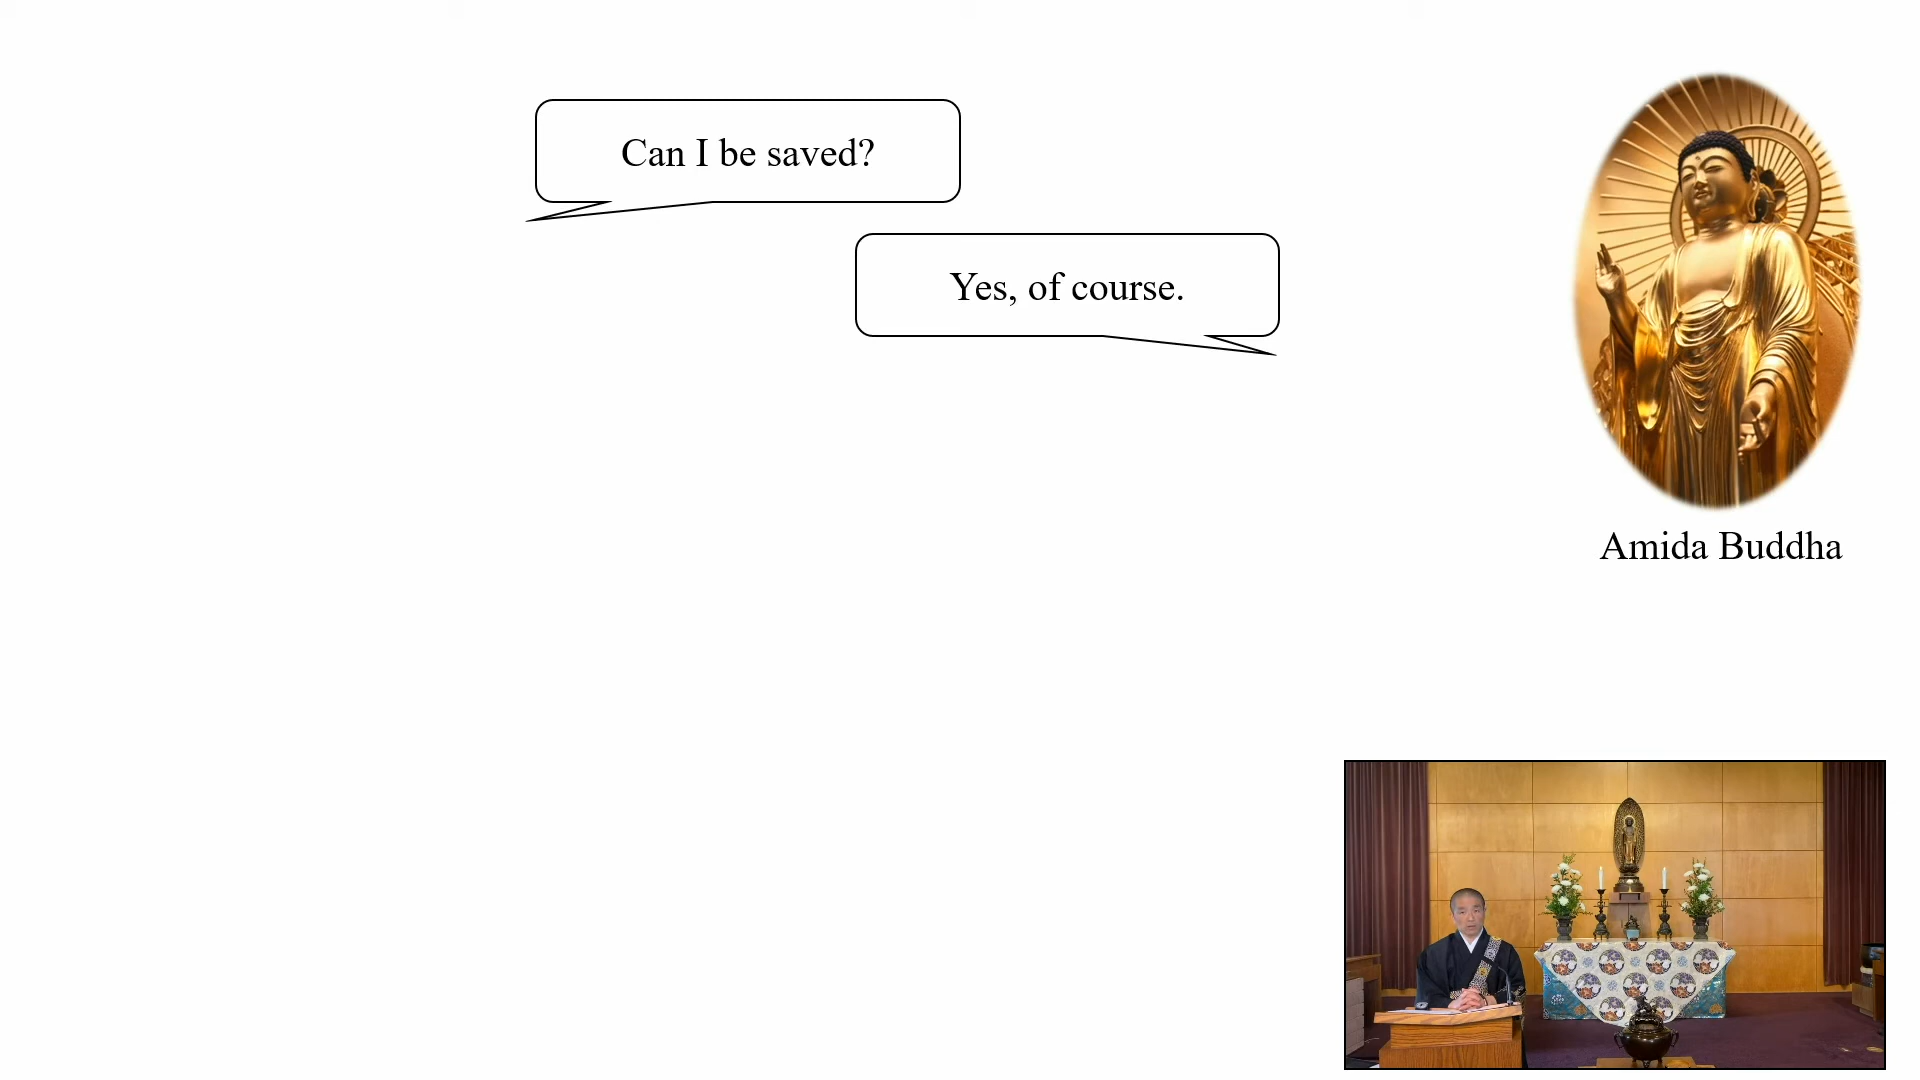 Can I be saved?
Yes, of course.
Amida Buddha